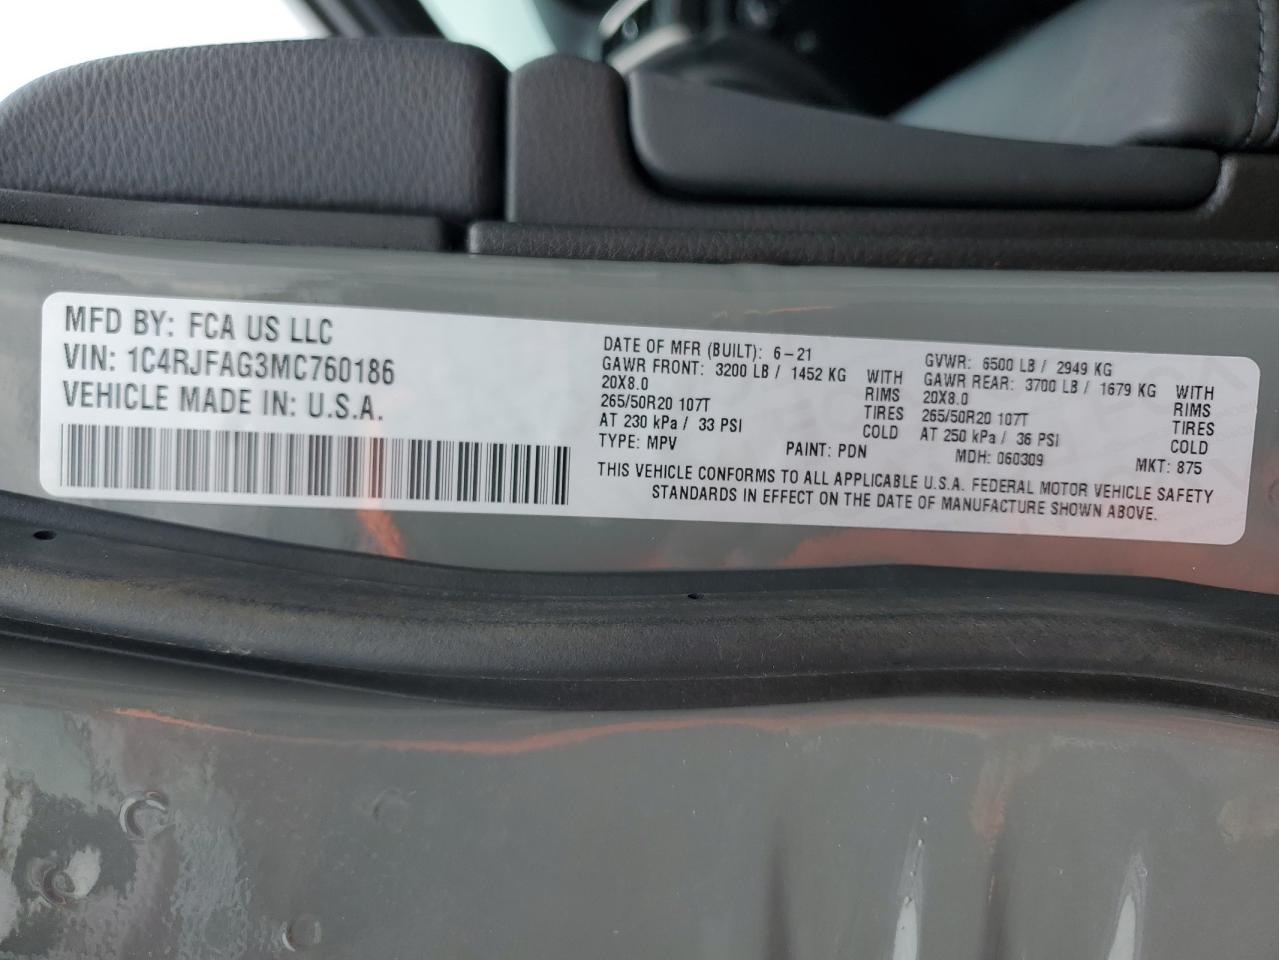 MFD BY: FCA US LLC
VIN: 1C4RJFAG3MC760186
VEHICLE MADE IN: U.S.A.
DATE OF MFR (BUILT): 6-21
GAWR FRONT: 3200 LB / 1452 KG WITH
20X8.0 RIMS
265/50R20 107T TIRES
AT 230 kPa / 33 PSI COLD
TYPE: MPV PAINT: PDN
GVWR: 6500 LB / 2949 KG
GAWR REAR: 3700 LB / 1679 KG WITH
20X8.0 RIMS
265/50R20 107T TIRES
AT 250 kPa / 36 PSI COLD
MDH: 060309 MKT: 875
THIS VEHICLE CONFORMS TO ALL APPLICABLE U.S.A. FEDERAL MOTOR VEHICLE SAFETY
STANDARDS IN EFFECT ON THE DATE OF MANUFACTURE SHOWN ABOVE.